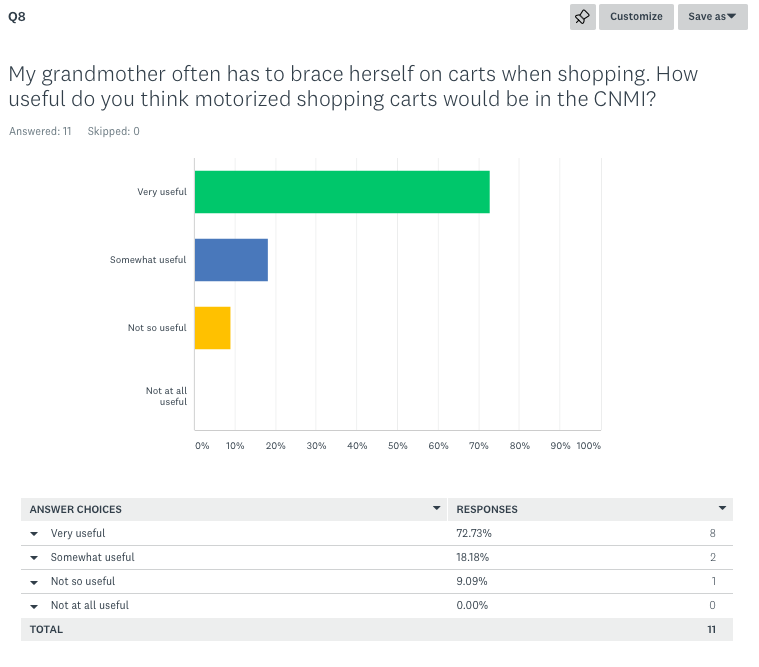 Q8
Customize
Save as
My grandmother often has to brace herself on carts when shopping. How
useful do you think motorized shopping carts would be in the CNMI?
Answered: 11 Skipped: 0
Very useful
Somewhat useful
Not so useful
Not at all
useful
0% 10% 20% 30% 40% 50% 60% 70% 80% 90% 100%
ANSWER CHOICES RESPONSES
Very useful 72.73% 8
Somewhat useful 18.18% 2
Not so useful 9.09% 1
Not at all useful 0.00% 0
TOTAL 11